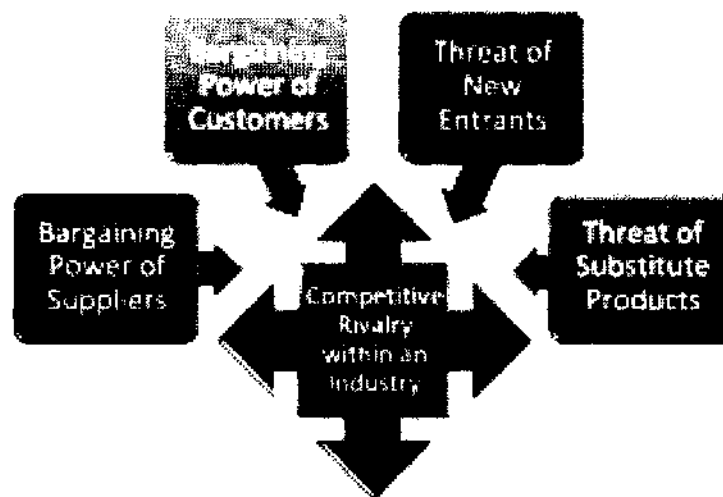 Bargaining
Power of
Customers
Threat of
New
Entrants
Bargaining
Power of
Suppliers
Threat of
Substitute
Products
Competitive
Rivalry
within an
Industry